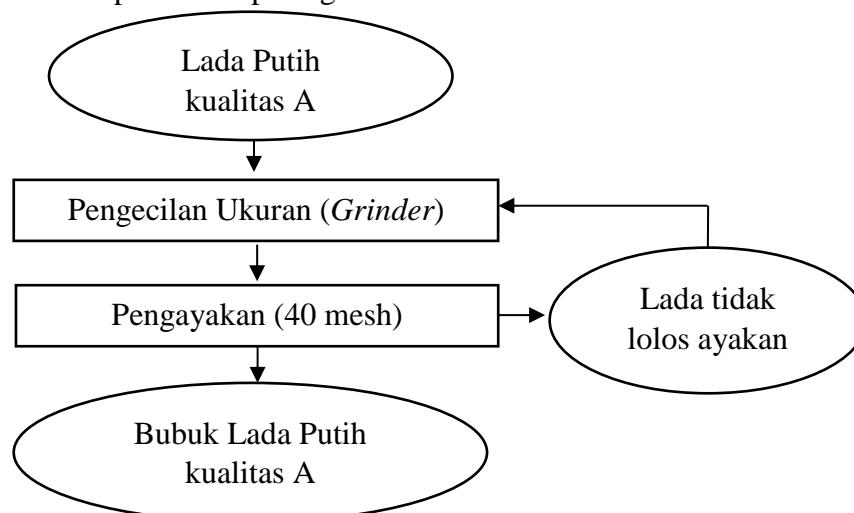 Lada Putih
kualitas A
Pengecilan Ukuran (Grinder)
Pengayakan (40 mesh)
Lada tidak
lolos ayakan
Bubuk Lada Putih
kualitas A